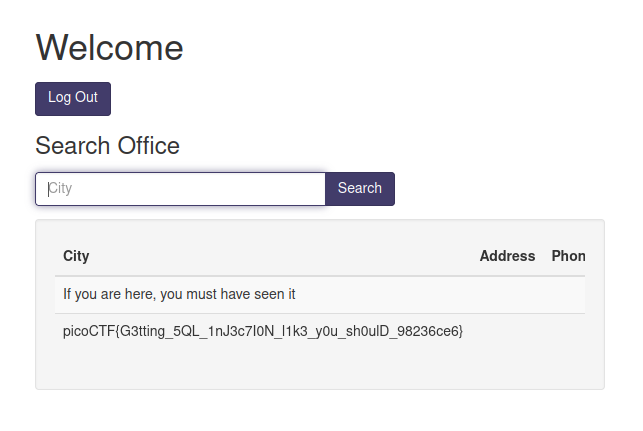 Welcome
Log Out
Search Office
City
Search
City Address Phon
If you are here, you must have seen it
picoCTF{G3tting_5QL_1nJ3c7I0N_l1k3_y0u_sh0ulD_98236ce6}